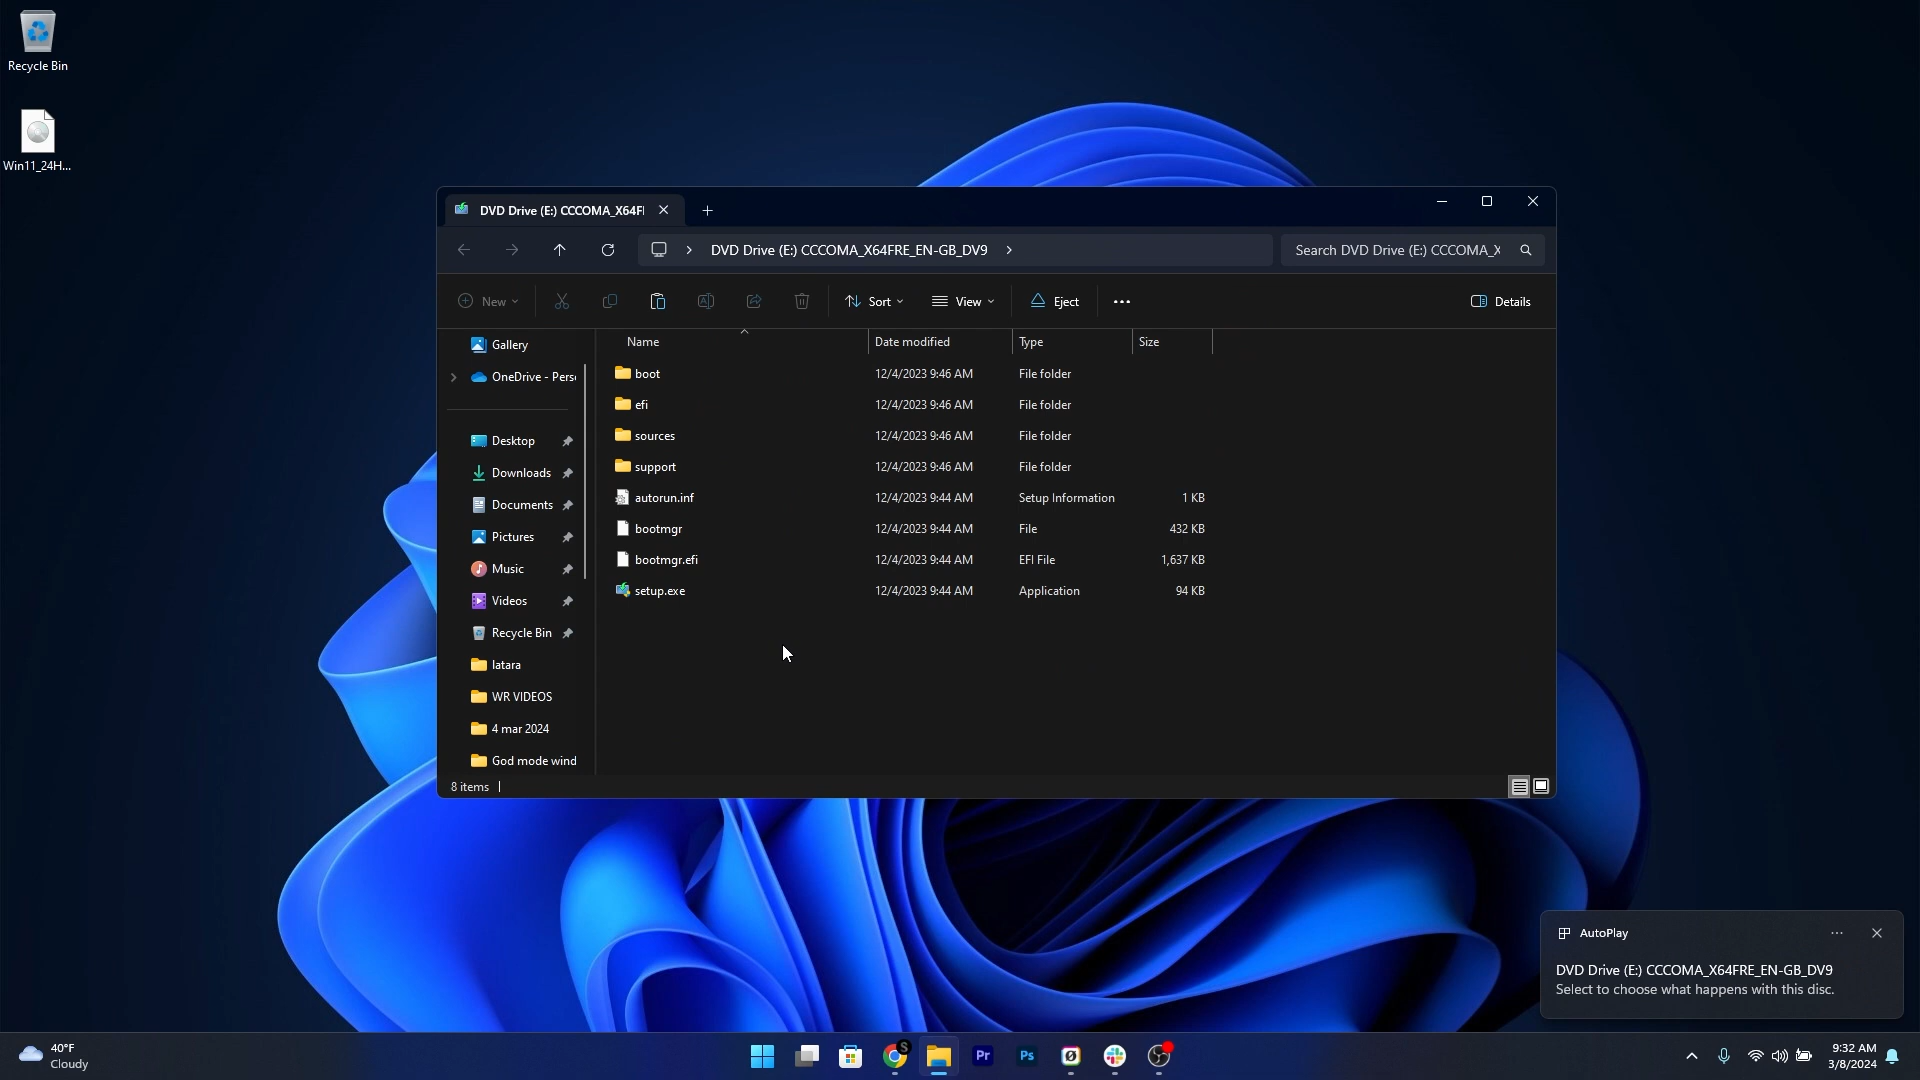 Recycle Bin
Win11_24H...
DVD Drive (E:) CCCOMA_X64FI
DVD Drive (E:) CCCOMA_X64FRE_EN-GB_DV9
Search DVD Drive (E:) CCCOMA_X
New
Sort
View
Eject
Details
Gallery
OneDrive - Perso
Desktop
Downloads
Documents
Pictures
Music
Videos
Recycle Bin
latara
WR VIDEOS
4 mar 2024
God mode wind
Name Date modified Type Size
boot 12/4/2023 9:46 AM File folder
efi 12/4/2023 9:46 AM File folder
sources 12/4/2023 9:46 AM File folder
support 12/4/2023 9:46 AM File folder
autorun.inf 12/4/2023 9:44 AM Setup Information 1 KB
bootmgr 12/4/2023 9:44 AM File 432 KB
bootmgr.efi 12/4/2023 9:44 AM EFI File 1,637 KB
setup.exe 12/4/2023 9:44 AM Application 94 KB
8 items
AutoPlay
DVD Drive (E:) CCCOMA_X64FRE_EN-GB_DV9
Select to choose what happens with this disc.
40°F
Cloudy
S
Pr
Ps
9:32 AM
3/8/2024